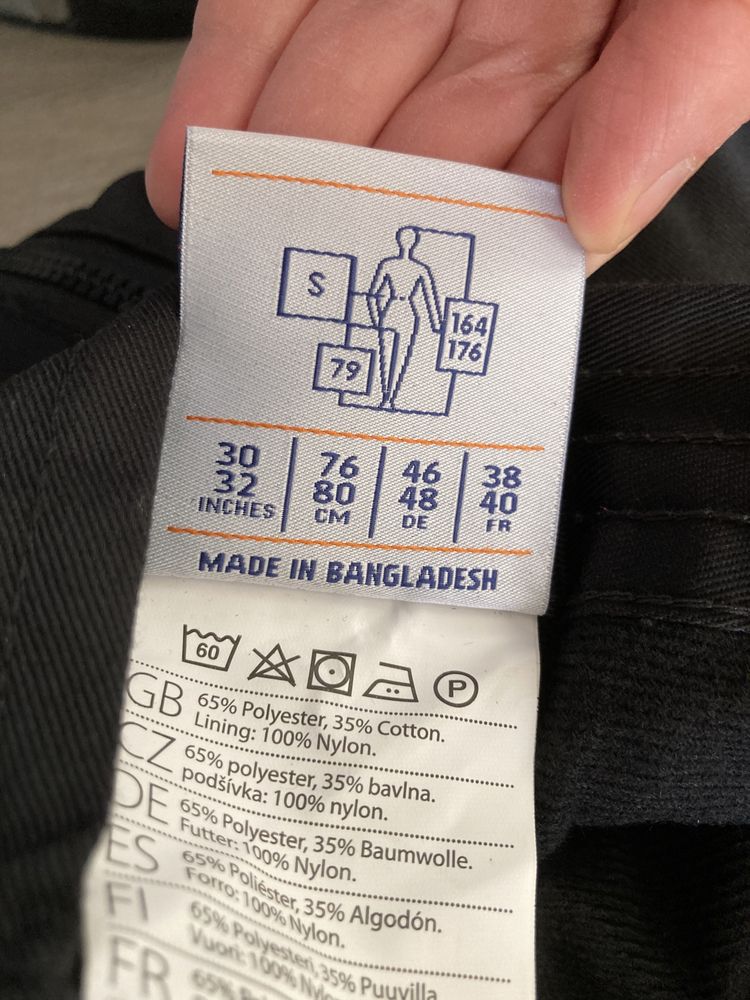 S
164
176
79
30
32
INCHES
76
80
CM
46
48
DE
38
40
FR
MADE IN BANGLADESH
60
P
GB 65% Polyester, 35% Cotton.
Lining: 100% Nylon.
CZ 65% polyester, 35% bavlna.
podšívka: 100% nylon.
DE 65% Polyester, 35% Baumwolle.
Futter: 100% Nylon.
ES 65% Poliéster, 35% Algodón.
Forro: 100% Nylon.
FI 65% Polyesteri, 35% Puuvilla
Vuori: 100%
FR 65%